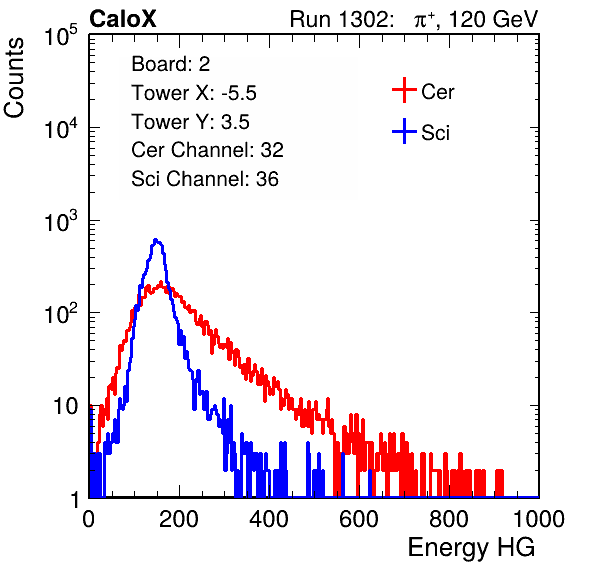 CaloX Run 1302: π⁺, 120 GeV
Counts
10⁵
10⁴
10³
10²
10
1
Board: 2
Tower X: -5.5
Tower Y: 3.5
Cer Channel: 32
Sci Channel: 36
Cer
Sci
0 200 400 600 800 1000
Energy HG